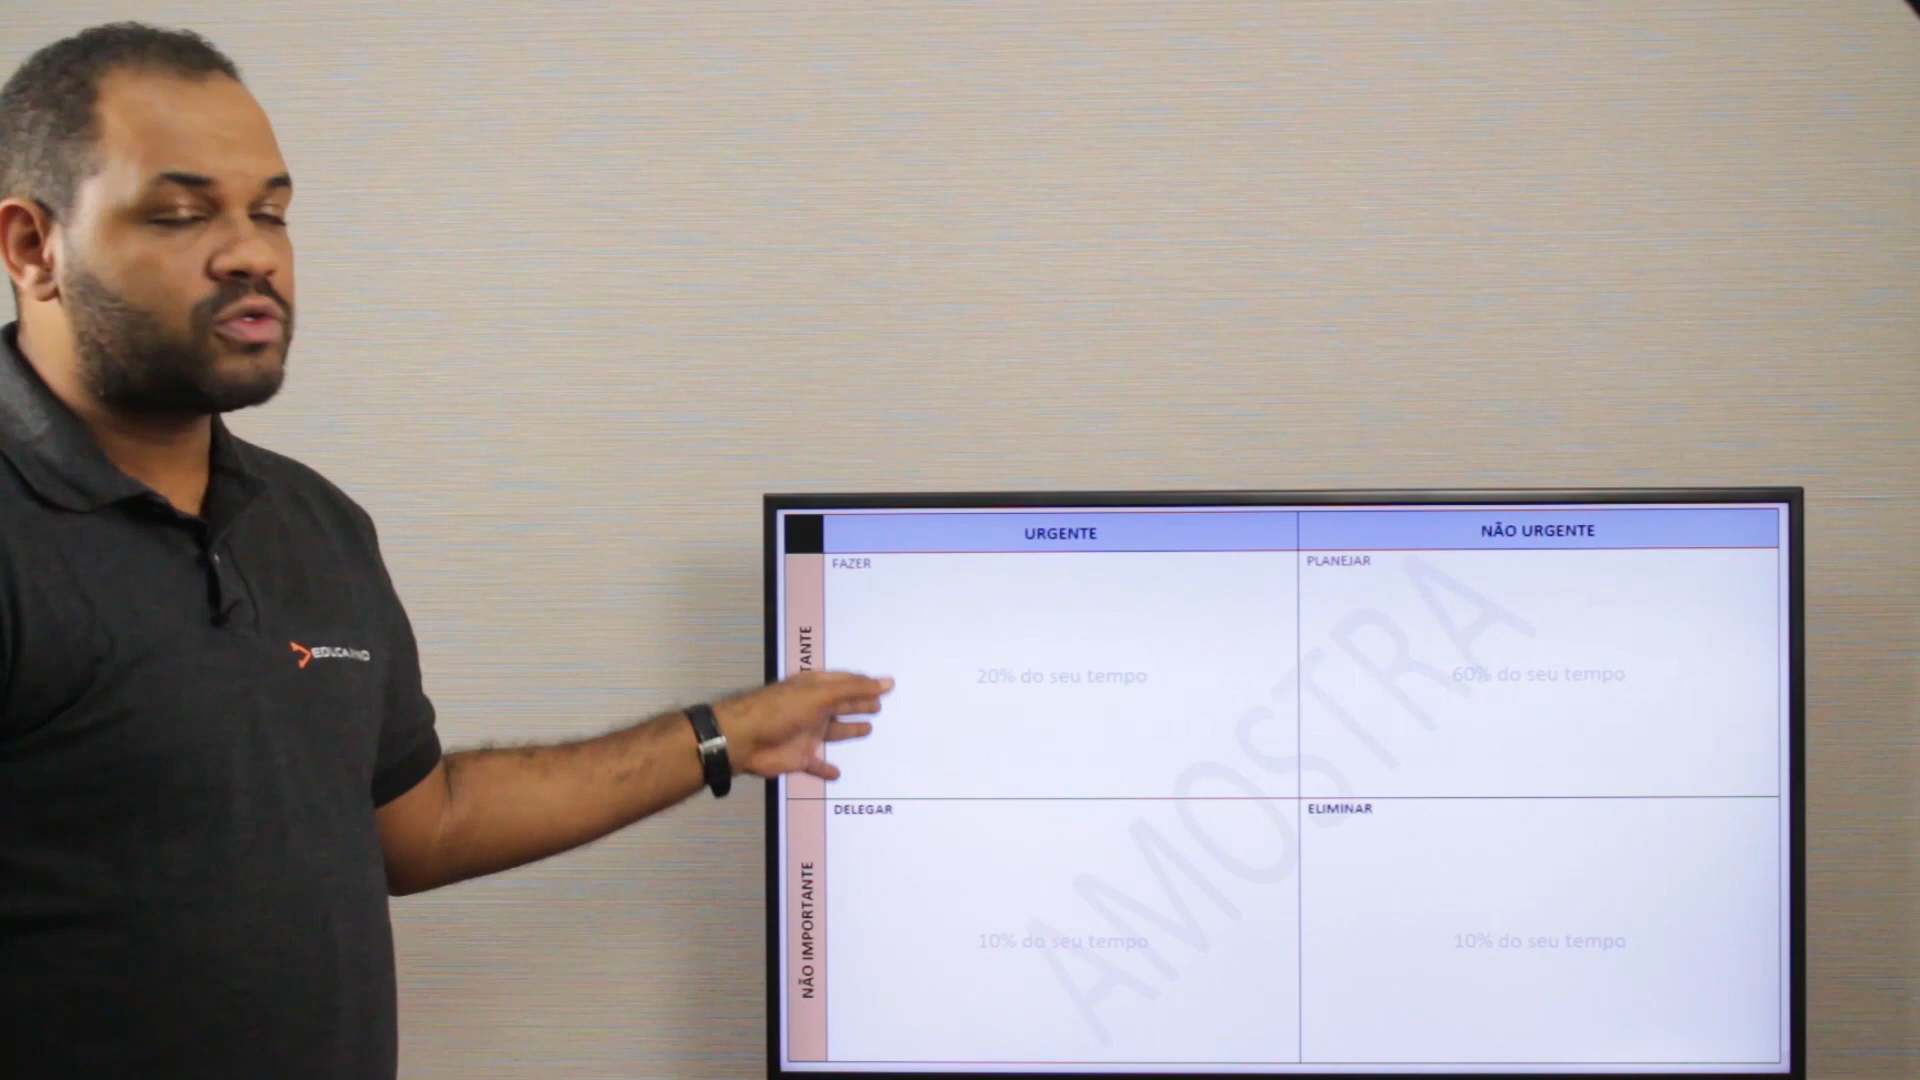 URGENTE
NÃO URGENTE
FAZER
PLANEJAR
TANTE
20% do seu tempo
60% do seu tempo
DELEGAR
ELIMINAR
NÃO IMPORTANTE
10% do seu tempo
10% do seu tempo
AMOSTRA